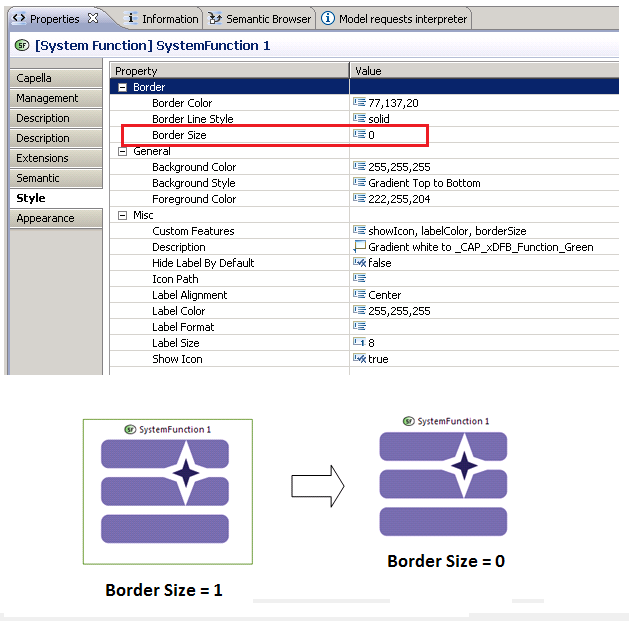 Properties Information Semantic Browser Model requests interpreter
SF [System Function] SystemFunction 1
Capella
Management
Description
Description
Extensions
Semantic
Style
Appearance
Property Value
Border
Border Color 77,137,20
Border Line Style solid
Border Size 0
General
Background Color 255,255,255
Background Style Gradient Top to Bottom
Foreground Color 222,255,204
Misc
Custom Features showIcon, labelColor, borderSize
Description Gradient white to _CAP_xDFB_Function_Green
Hide Label By Default false
Icon Path
Label Alignment Center
Label Color 255,255,255
Label Format
Label Size 8
Show Icon true
SF SystemFunction 1
SF SystemFunction 1
Border Size = 1
Border Size = 0